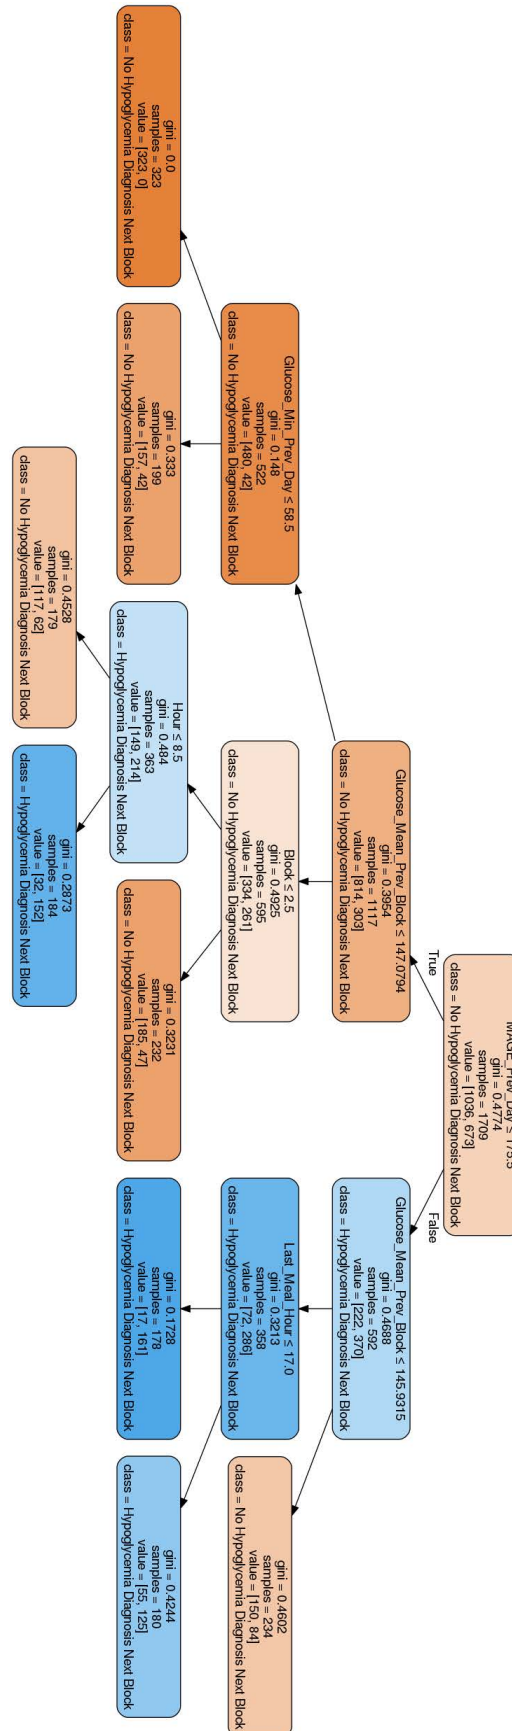 MAGE_Prev_Day ≤ 175.5
gini = 0.4774
samples = 1709
value = [1036, 673]
class = No Hypoglycemia Diagnosis Next Block
True
False
Glucose_Mean_Prev_Block ≤ 147.0794
gini = 0.3954
samples = 1117
value = [814, 303]
class = No Hypoglycemia Diagnosis Next Block
Glucose_Mean_Prev_Block ≤ 145.9315
gini = 0.4688
samples = 592
value = [222, 370]
class = Hypoglycemia Diagnosis Next Block
Glucose_Min_Prev_Day ≤ 58.5
gini = 0.148
samples = 522
value = [480, 42]
class = No Hypoglycemia Diagnosis Next Block
Block ≤ 2.5
gini = 0.4925
samples = 595
value = [334, 261]
class = No Hypoglycemia Diagnosis Next Block
Last_Meal_Hour ≤ 17.0
gini = 0.3213
samples = 358
value = [72, 286]
class = Hypoglycemia Diagnosis Next Block
gini = 0.4602
samples = 234
value = [150, 84]
class = No Hypoglycemia Diagnosis Next Block
gini = 0.0
samples = 323
value = [323, 0]
class = No Hypoglycemia Diagnosis Next Block
gini = 0.333
samples = 199
value = [157, 42]
class = No Hypoglycemia Diagnosis Next Block
Hour ≤ 8.5
gini = 0.484
samples = 363
value = [149, 214]
class = Hypoglycemia Diagnosis Next Block
gini = 0.3231
samples = 232
value = [185, 47]
class = No Hypoglycemia Diagnosis Next Block
gini = 0.1728
samples = 178
value = [17, 161]
class = Hypoglycemia Diagnosis Next Block
gini = 0.4244
samples = 180
value = [55, 125]
class = Hypoglycemia Diagnosis Next Block
gini = 0.4528
samples = 179
value = [117, 62]
class = No Hypoglycemia Diagnosis Next Block
gini = 0.2873
samples = 184
value = [32, 152]
class = Hypoglycemia Diagnosis Next Block